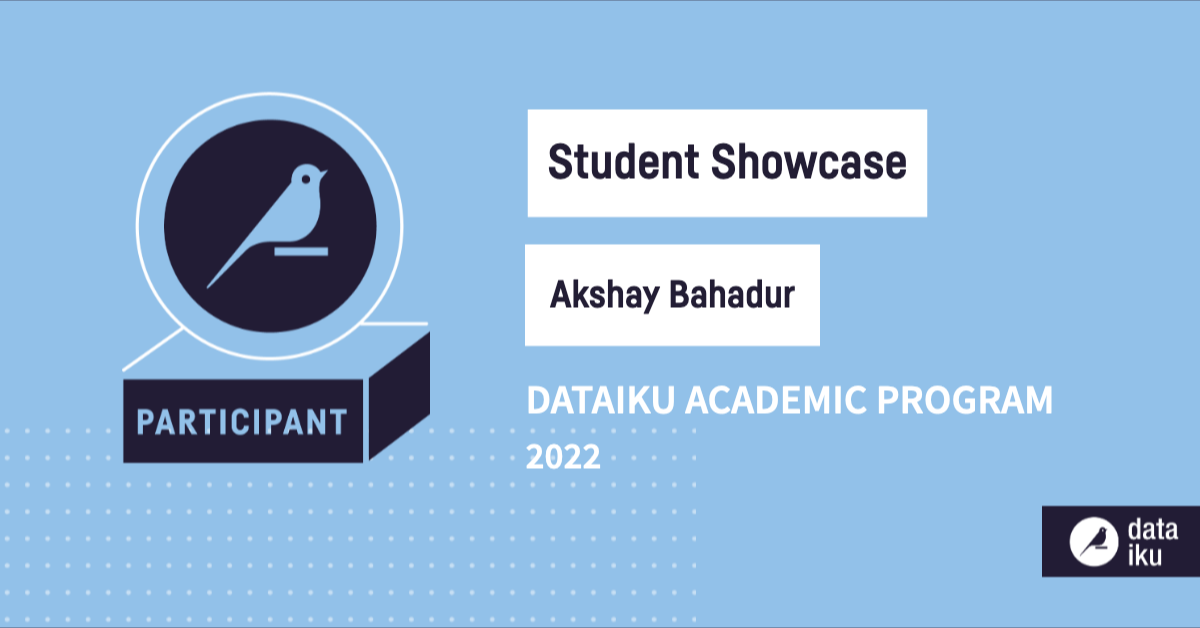 Student Showcase
Akshay Bahadur
DATAIKU ACADEMIC PROGRAM
2022
PARTICIPANT
data
iku